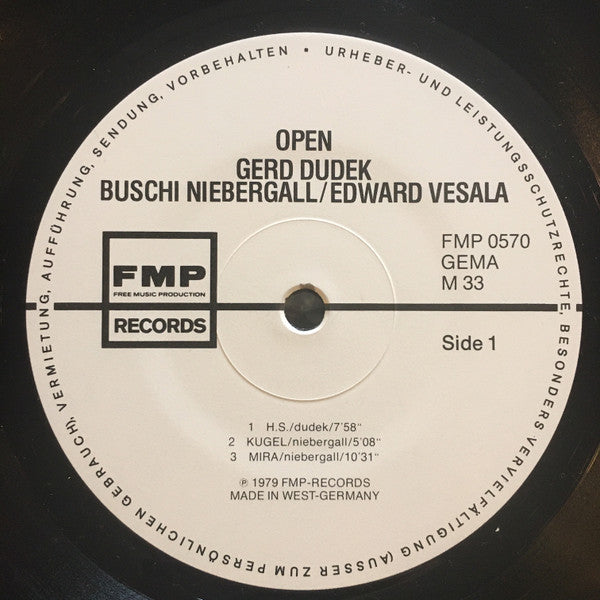 URHEBER- UND LEISTUNGSSCHUTZRECHTE, BESONDERS VERVIELFÄLTIGUNG (AUSSER ZUM PERSÖNLICHEN GEBRAUCH), VERMIETUNG, AUFFÜHRUNG, SENDUNG, VORBEHALTEN •
OPEN
GERD DUDEK
BUSCHI NIEBERGALL/EDWARD VESALA
FMP
FREE MUSIC PRODUCTION
RECORDS
FMP 0570
GEMA
M 33
Side 1
1 H.S./dudek/7'58"
2 KUGEL/niebergall/5'08"
3 MIRA/niebergall/10'31"
℗ 1979 FMP-RECORDS
MADE IN WEST-GERMANY